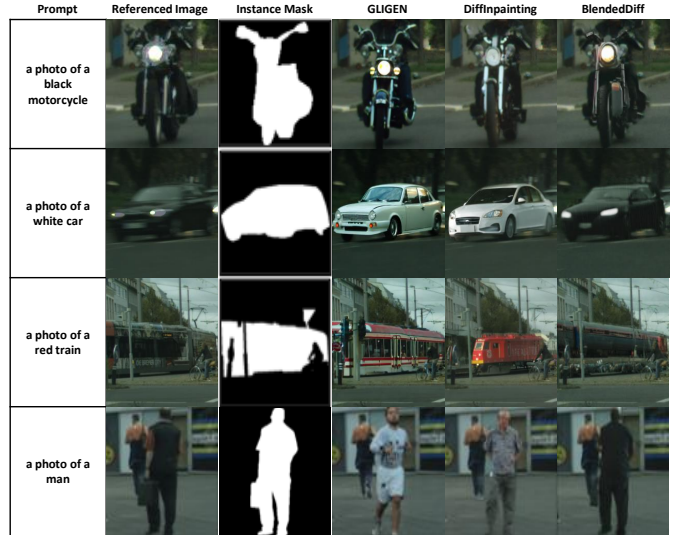 Prompt Referenced Image Instance Mask GLIGEN DiffInpainting BlendedDiff
a photo of a
black
motorcycle
a photo of a
white car
a photo of a
red train
a photo of a
man